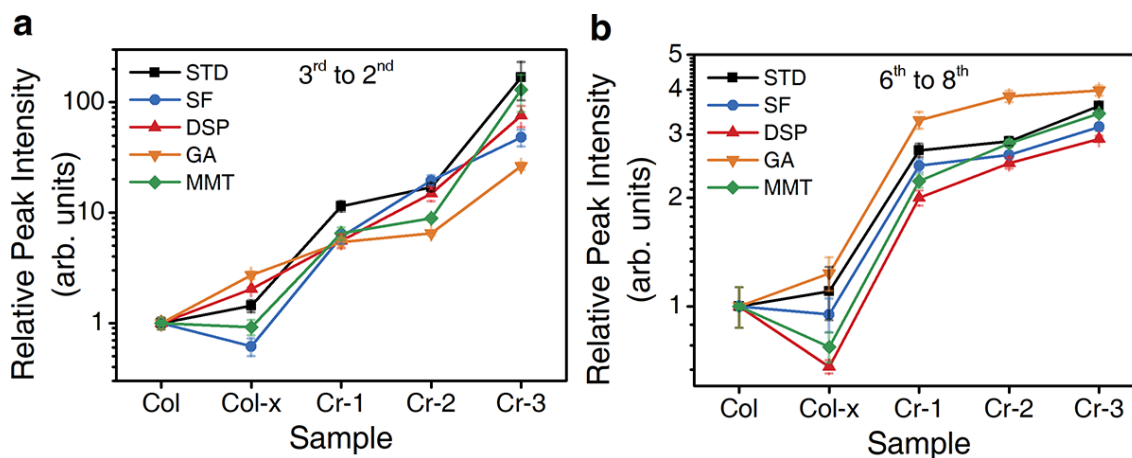 a
3rd to 2nd
STD
SF
DSP
GA
MMT
100
10
1
Relative Peak Intensity
(arb. units)
Col Col-x Cr-1 Cr-2 Cr-3
Sample
b
6th to 8th
STD
SF
DSP
GA
MMT
5
4
3
2
1
Relative Peak Intensity
(arb. units)
Col Col-x Cr-1 Cr-2 Cr-3
Sample